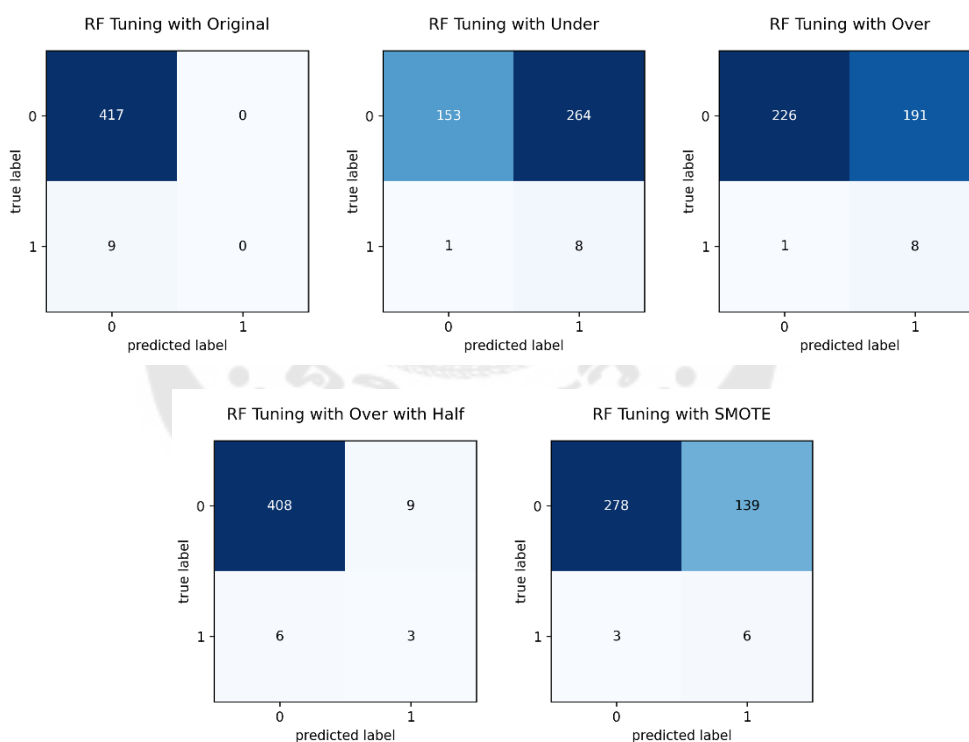 RF Tuning with Original
0
417
0
1
9
0
true label
0
1
predicted label
RF Tuning with Under
0
153
264
1
1
8
true label
0
1
predicted label
RF Tuning with Over
0
226
191
1
1
8
true label
0
1
predicted label
RF Tuning with Over with Half
0
408
9
1
6
3
true label
0
1
predicted label
RF Tuning with SMOTE
0
278
139
1
3
6
true label
0
1
predicted label